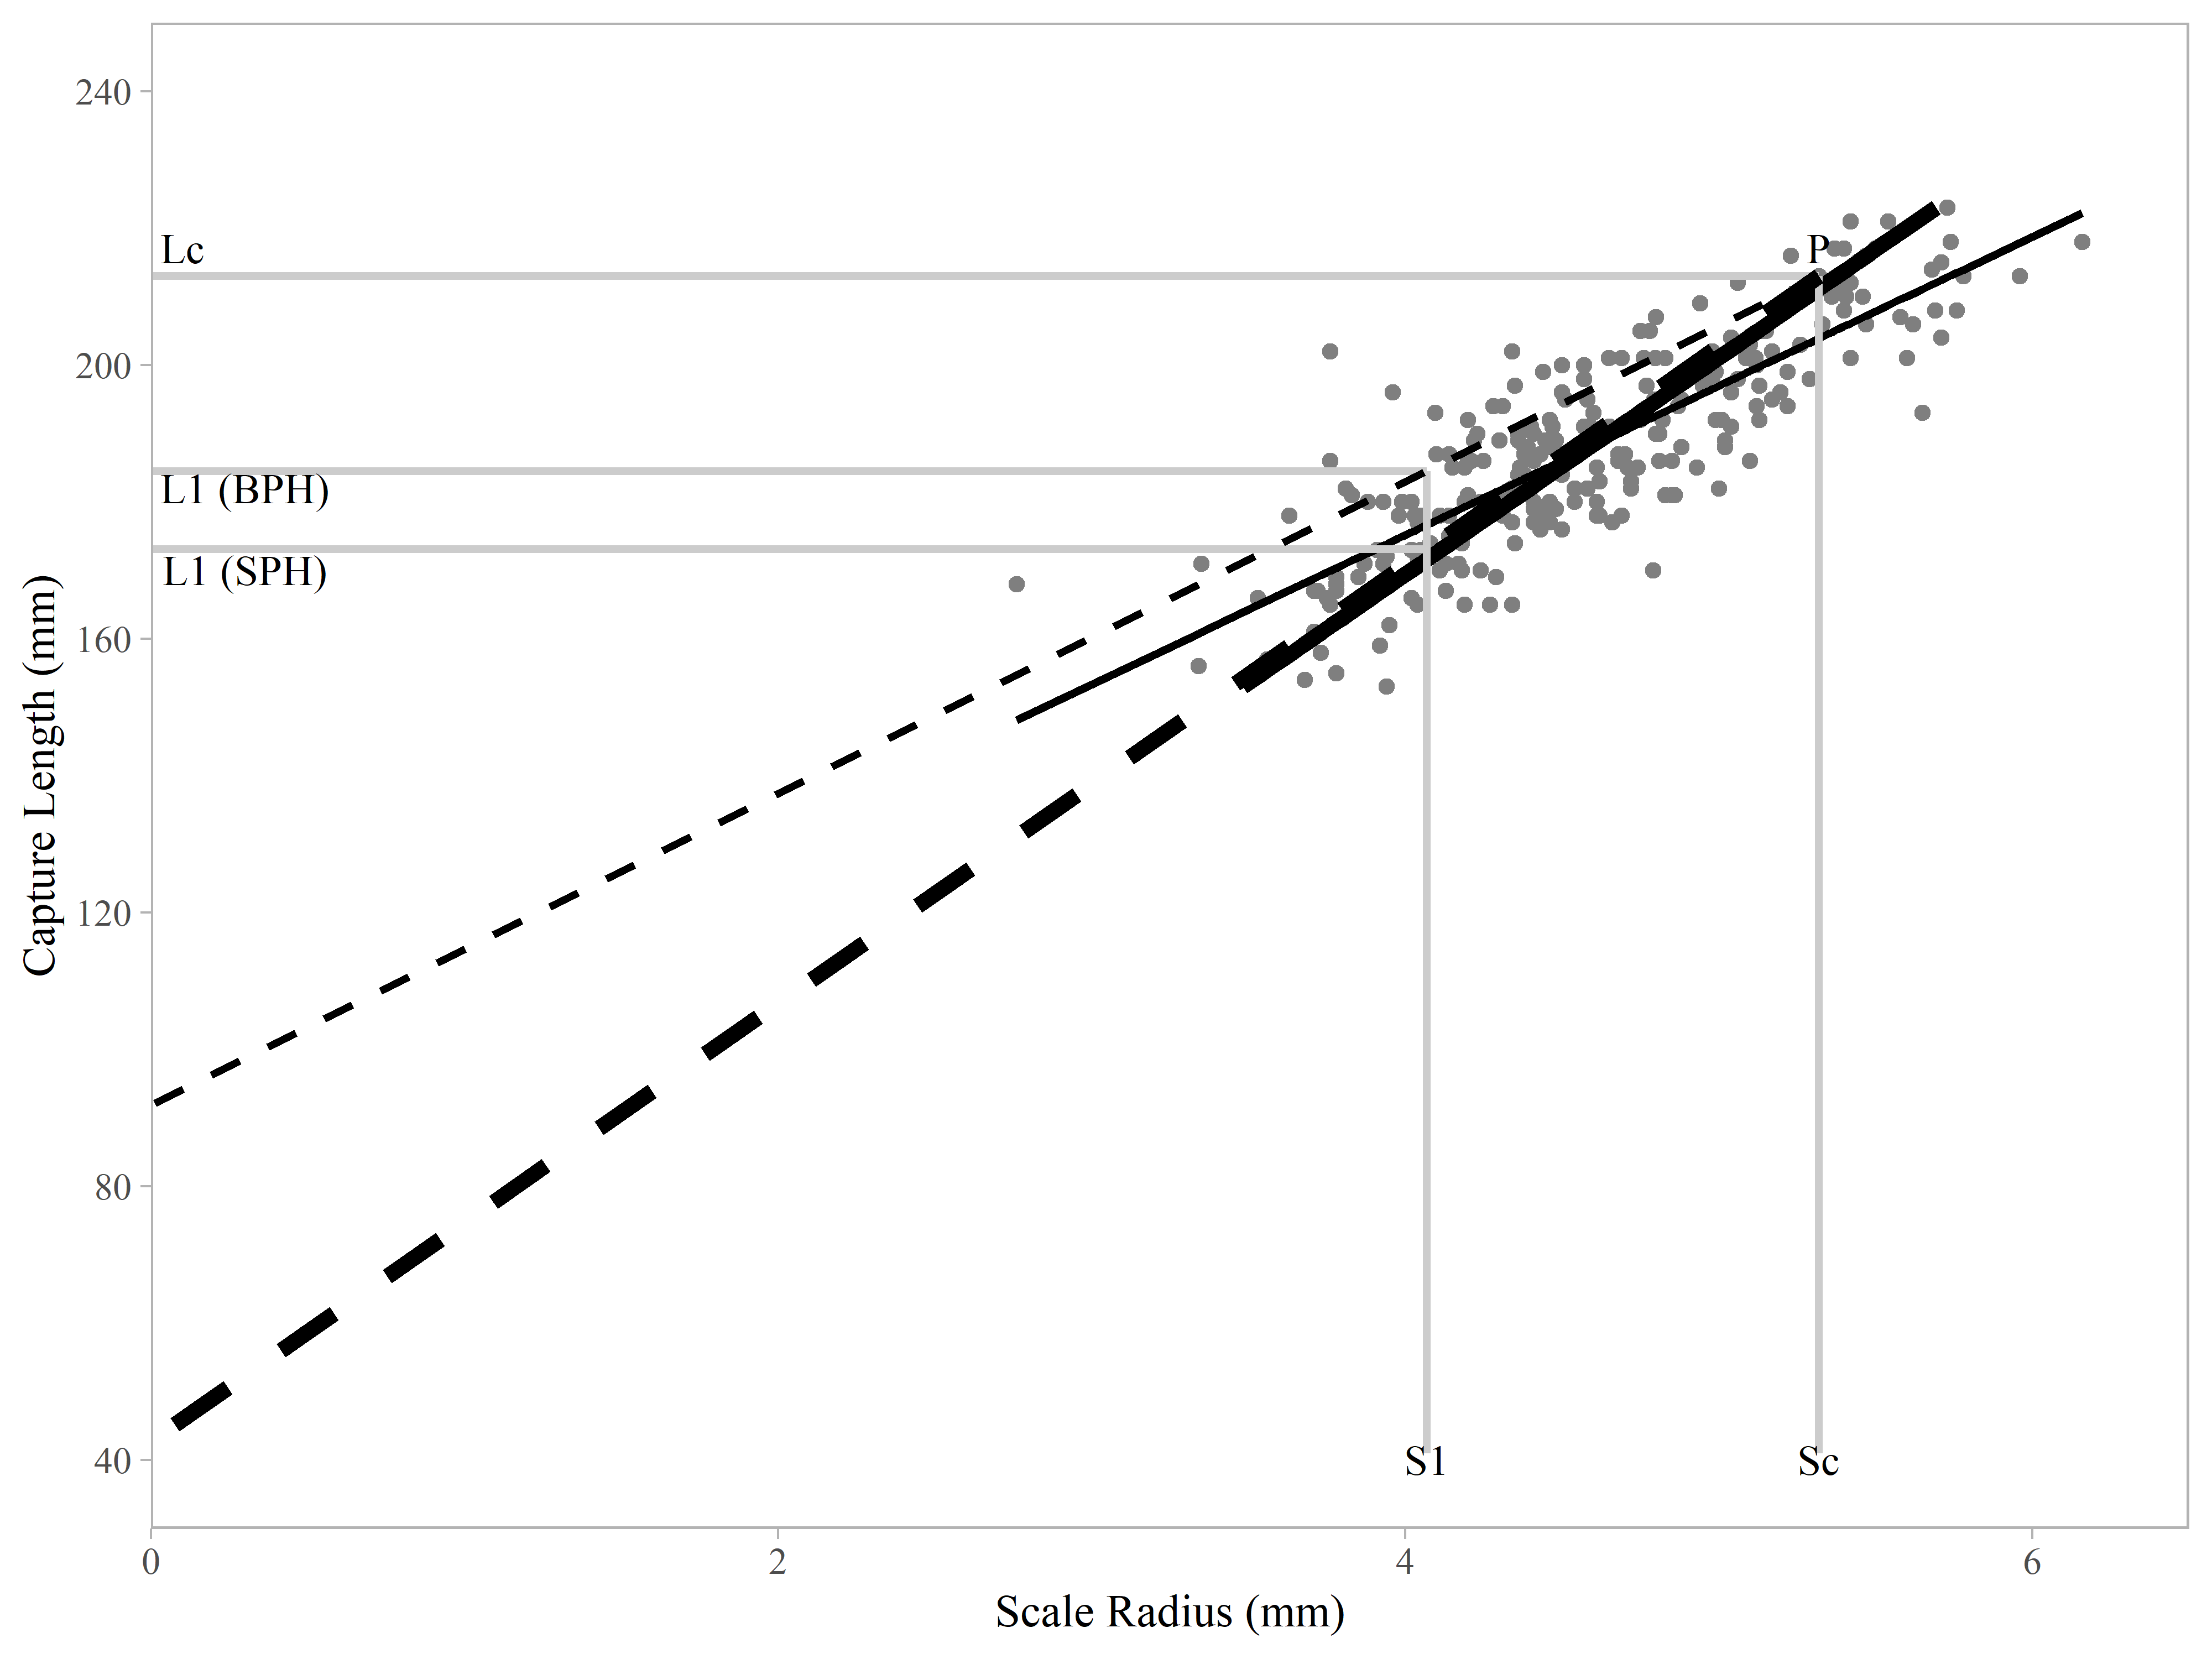 240
Lc
P
200
L1 (BPH)
L1 (SPH)
160
120
80
40
S1
Sc
0
2
4
6
Scale Radius (mm)
Capture Length (mm)